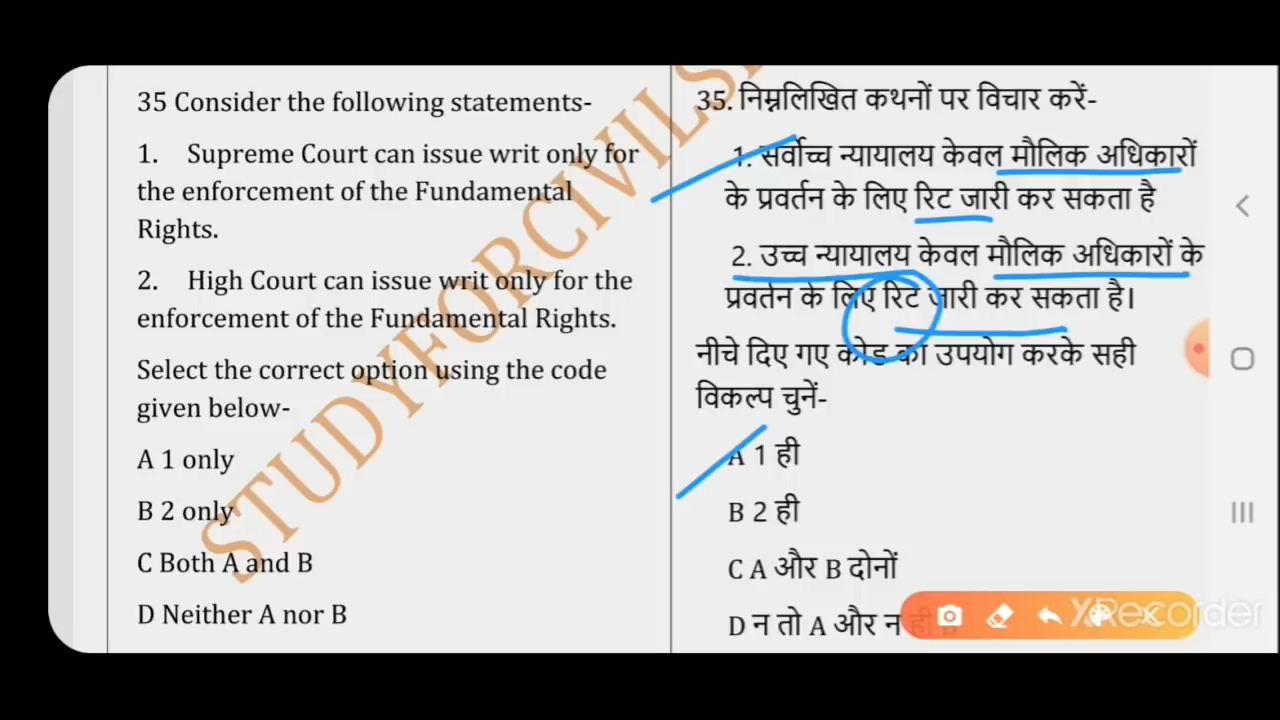 35 Consider the following statements-
1. Supreme Court can issue writ only for
the enforcement of the Fundamental
Rights.
2. High Court can issue writ only for the
enforcement of the Fundamental Rights.
Select the correct option using the code
given below-
A 1 only
B 2 only
C Both A and B
D Neither A nor B
35. निम्नलिखित कथनों पर विचार करें-
1. सर्वोच्च न्यायालय केवल मौलिक अधिकारों
के प्रवर्तन के लिए रिट जारी कर सकता है
2. उच्च न्यायालय केवल मौलिक अधिकारों के
प्रवर्तन के लिए रिट जारी कर सकता है।
नीचे दिए गए कोड का उपयोग करके सही
विकल्प चुनें-
A 1 ही
B 2 ही
C A और B दोनों
D न तो A और न ही B
STUDYFORCIVILS
XRecorder